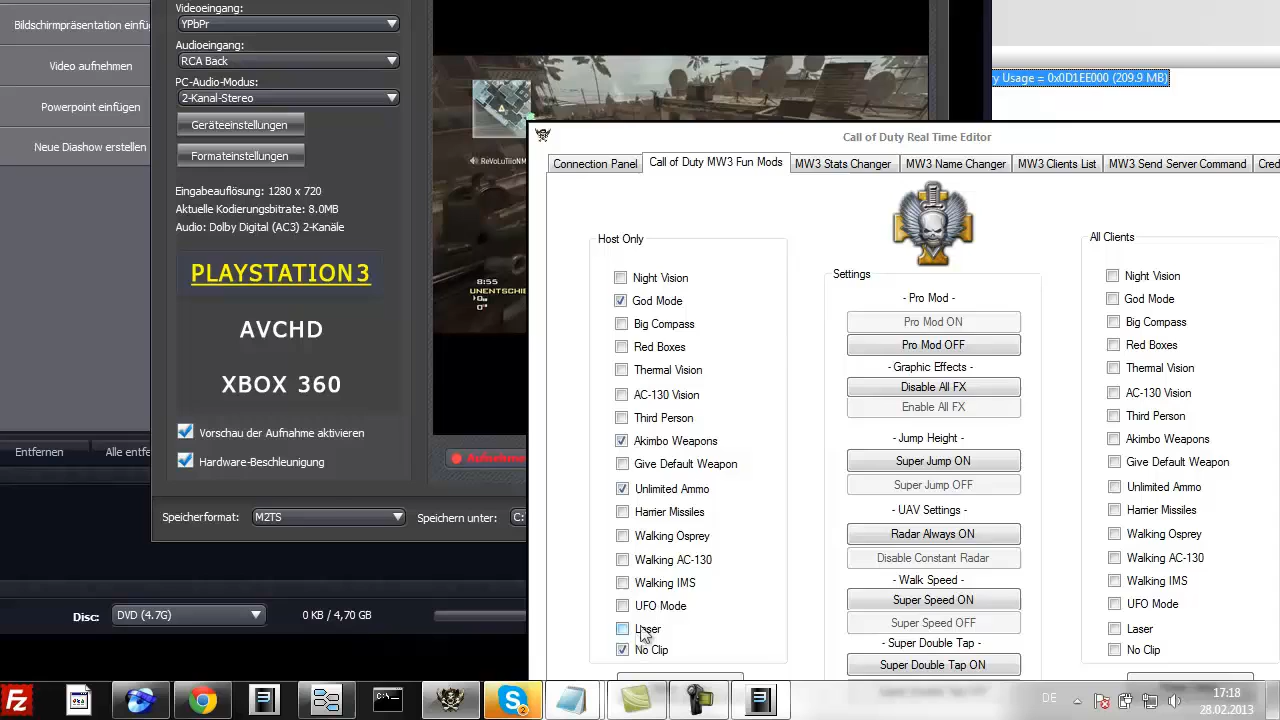 Videoeingang:
YPbPr
Audioeingang:
RCA Back
PC-Audio-Modus:
2-Kanal-Stereo
Geräteeinstellungen
Formateinstellungen
Eingabeauflösung: 1280 x 720
Aktuelle Kodierungsbitrate: 8.0MB
Audio: Dolby Digital (AC3) 2-Kanäle
PLAYSTATION3
AVCHD
XBOX 360
Vorschau der Aufnahme aktivieren
Hardware-Beschleunigung
Speicherformat: M2TS
Speichern unter: C:
Bildschirmpräsentation einfü
Video aufnehmen
Powerpoint einfügen
Neue Diashow erstellen
Entfernen
Alle entfe
Disc: DVD (4.7G)
0 KB / 4,70 GB
ReVoLuTiioNM
8:55
UNENTSCHIE
Aufnehme
y Usage = 0x0D1EE000 (209.9 MB)
Call of Duty Real Time Editor
Connection Panel
Call of Duty MW3 Fun Mods
MW3 Stats Changer
MW3 Name Changer
MW3 Clients List
MW3 Send Server Command
Cred
Host Only
Night Vision
God Mode
Big Compass
Red Boxes
Thermal Vision
AC-130 Vision
Third Person
Akimbo Weapons
Give Default Weapon
Unlimited Ammo
Harrier Missiles
Walking Osprey
Walking AC-130
Walking IMS
UFO Mode
Laser
No Clip
Settings
- Pro Mod -
Pro Mod ON
Pro Mod OFF
- Graphic Effects -
Disable All FX
Enable All FX
- Jump Height -
Super Jump ON
Super Jump OFF
- UAV Settings -
Radar Always ON
Disable Constant Radar
- Walk Speed -
Super Speed ON
Super Speed OFF
- Super Double Tap -
Super Double Tap ON
All Clients
Night Vision
God Mode
Big Compass
Red Boxes
Thermal Vision
AC-130 Vision
Third Person
Akimbo Weapons
Give Default Weapon
Unlimited Ammo
Harrier Missiles
Walking Osprey
Walking AC-130
Walking IMS
UFO Mode
Laser
No Clip
DE
17:18
28.02.2013